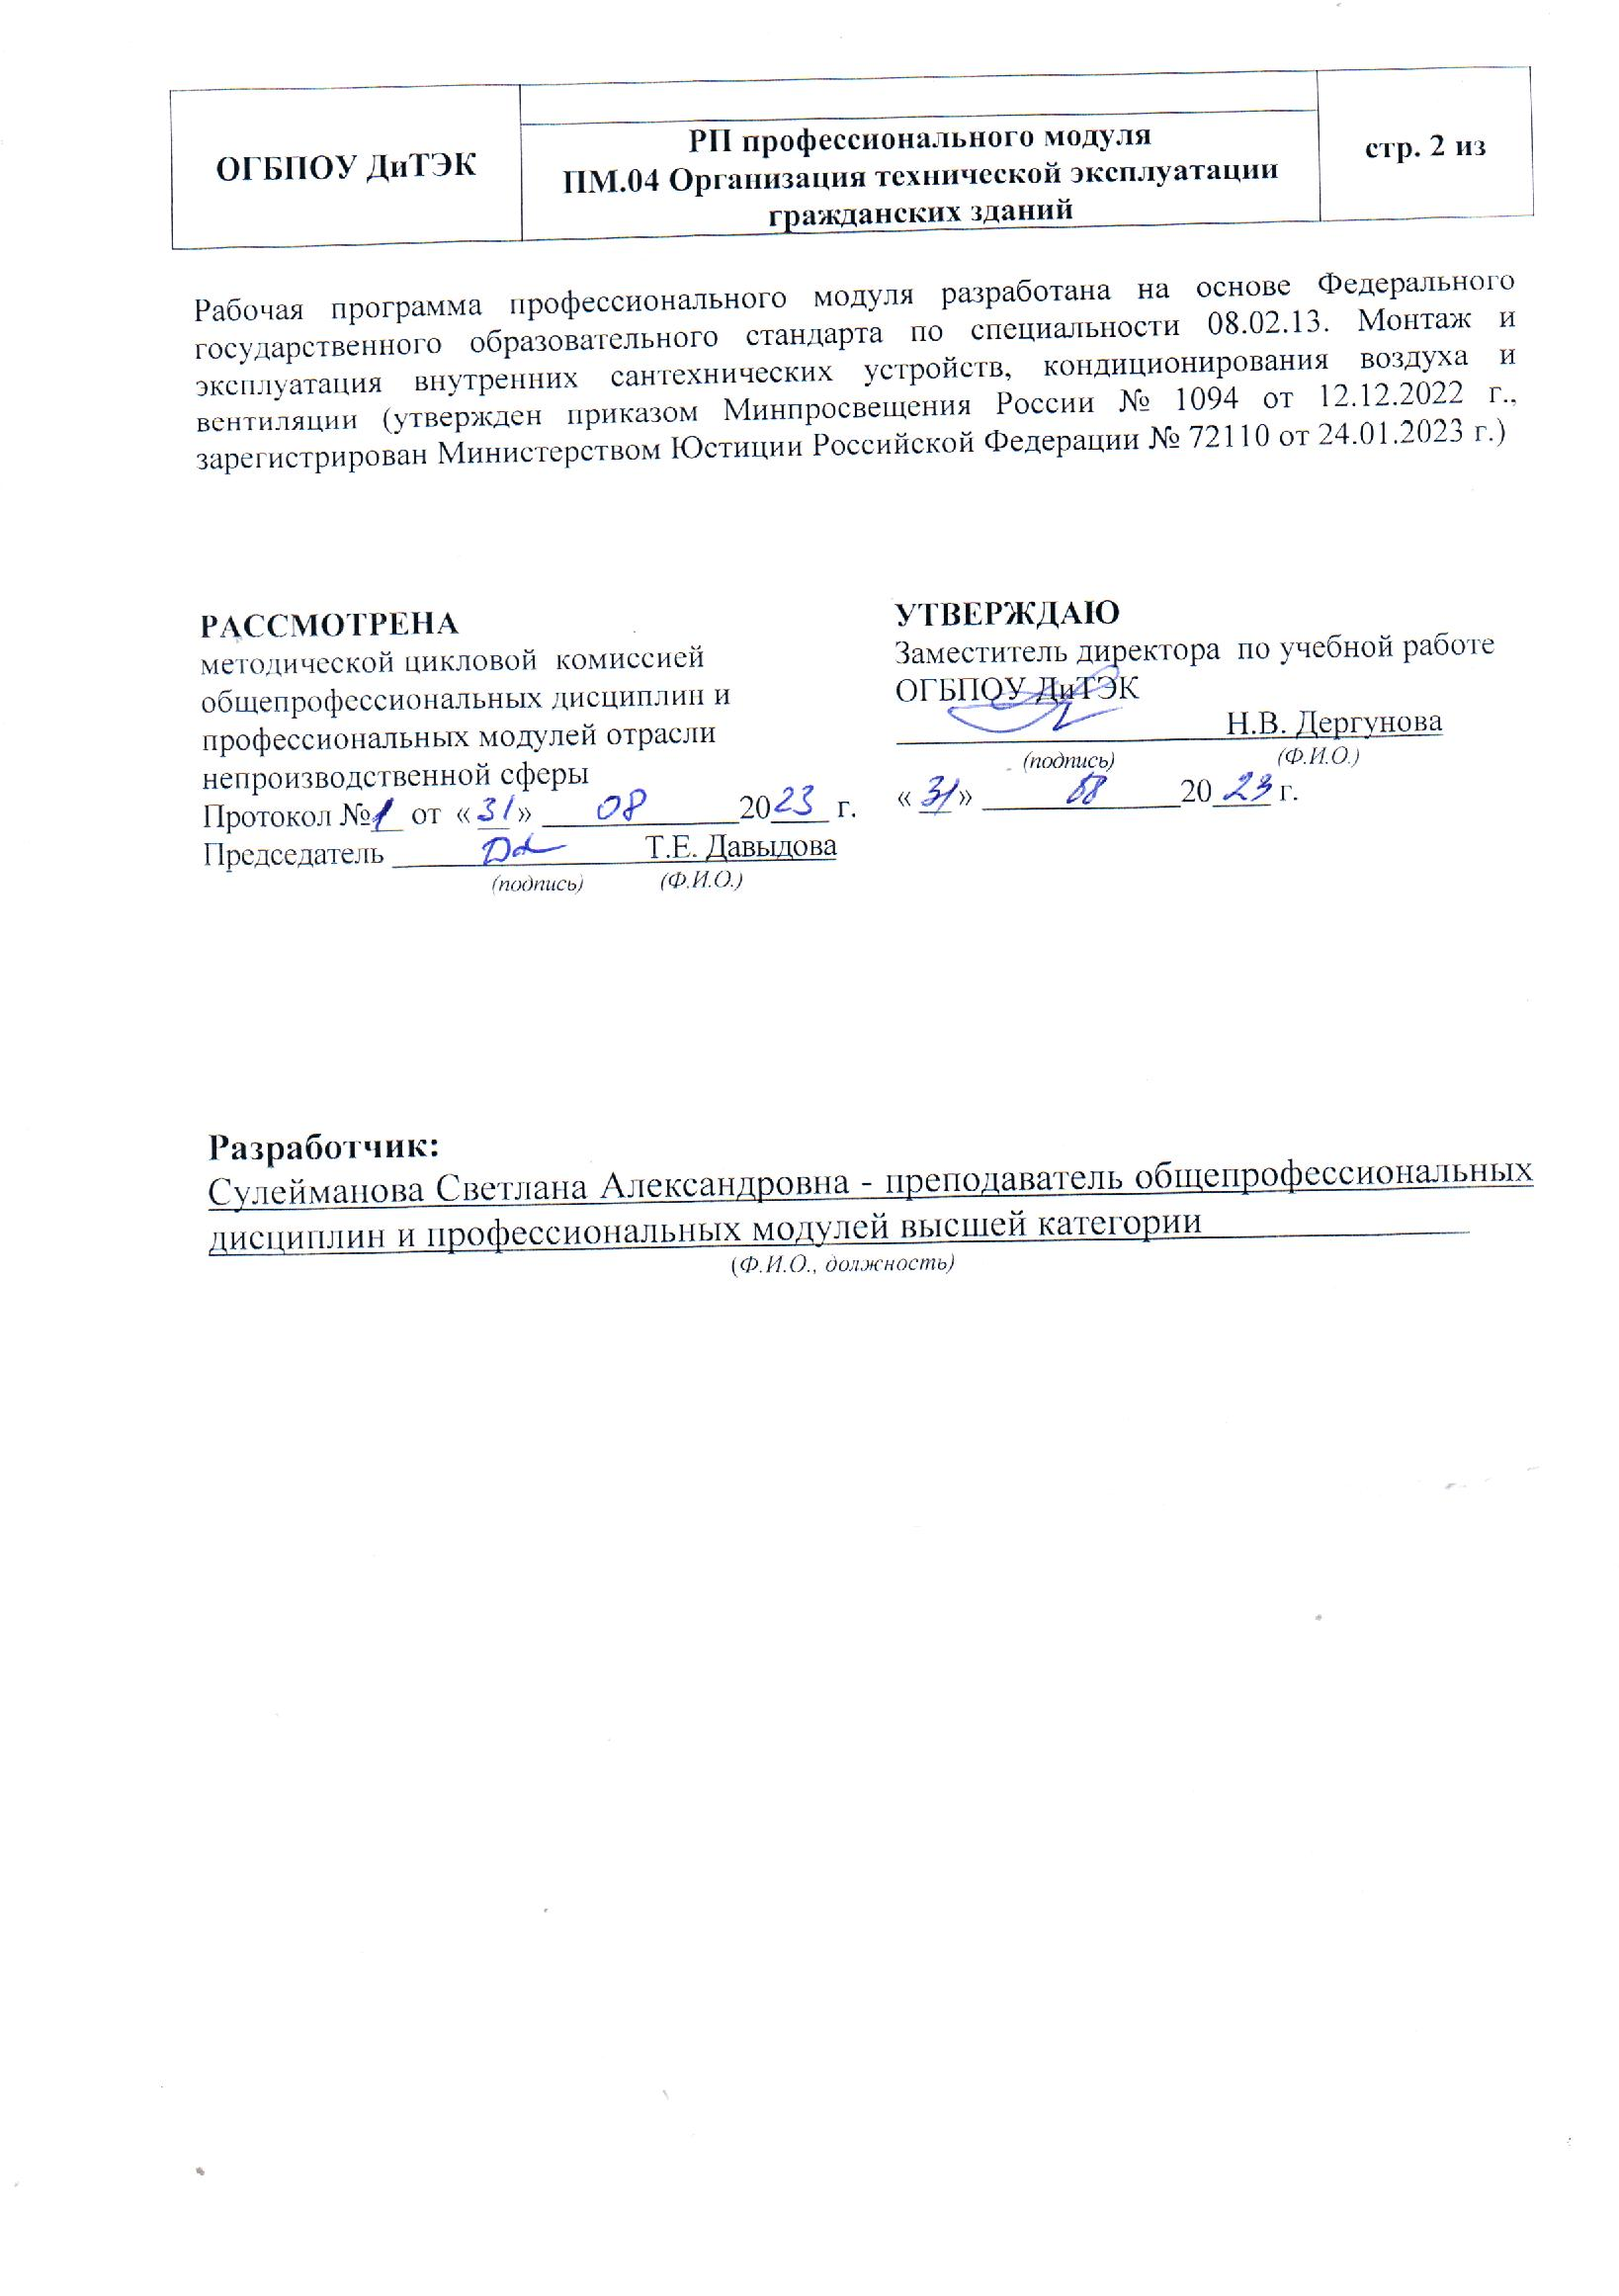 ОГБПОУ ДиТЭК
РП профессионального модуля
ПМ.04 Организация технической эксплуатации
гражданских зданий
стр. 2 из
Рабочая программа профессионального модуля разработана на основе Федерального
государственного образовательного стандарта по специальности 08.02.13. Монтаж и
эксплуатация внутренних сантехнических устройств, кондиционирования воздуха и
вентиляции (утвержден приказом Минпросвещения России № 1094 от 12.12.2022 г.,
зарегистрирован Министерством Юстиции Российской Федерации № 72110 от 24.01.2023 г.)
РАССМОТРЕНА
методической цикловой комиссией
общепрофессиональных дисциплин и
профессиональных модулей отрасли
непроизводственной сферы
Протокол №1 от «31» 08 2023 г.
Председатель Т.Е. Давыдова
(подпись) (Ф.И.О.)
УТВЕРЖДАЮ
Заместитель директора по учебной работе
ОГБПОУ ДиТЭК
Н.В. Дергунова
(подпись) (Ф.И.О.)
«31» 08 2023 г.
Разработчик:
Сулейманова Светлана Александровна - преподаватель общепрофессиональных
дисциплин и профессиональных модулей высшей категории
(Ф.И.О., должность)